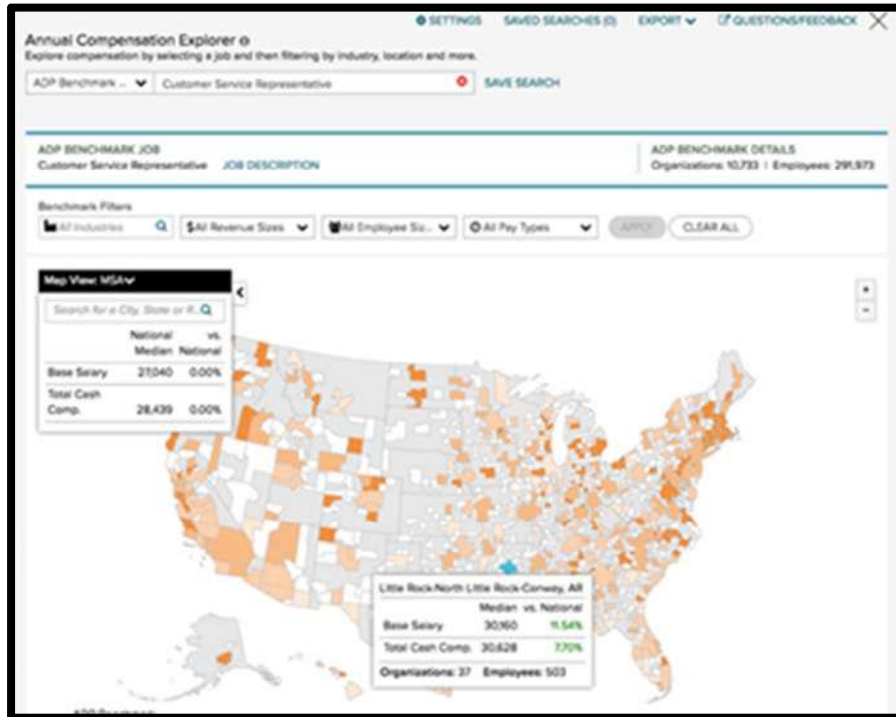 SETTINGS SAVED SEARCHES (0) EXPORT QUESTIONS/FEEDBACK
Annual Compensation Explorer
Explore compensation by selecting a job and then filtering by industry, location and more.
ADP Benchmark ... Customer Service Representative SAVE SEARCH
ADP BENCHMARK JOB
Customer Service Representative JOB DESCRIPTION
ADP BENCHMARK DETAILS
Organizations: 10,733 | Employees: 291,973
Benchmark Filters
All Industries $All Revenue Sizes All Employee Siz... All Pay Types APPLY CLEAR ALL
Map View: MSA
Search for a City, State or R...
National vs.
Median National
Base Salary 27,040 0.00%
Total Cash
Comp. 28,439 0.00%
+
-
Little Rock-North Little Rock-Conway, AR
Median vs. National
Base Salary 30,160 11.54%
Total Cash Comp. 30,628 7.70%
Organizations: 37 Employees: 503